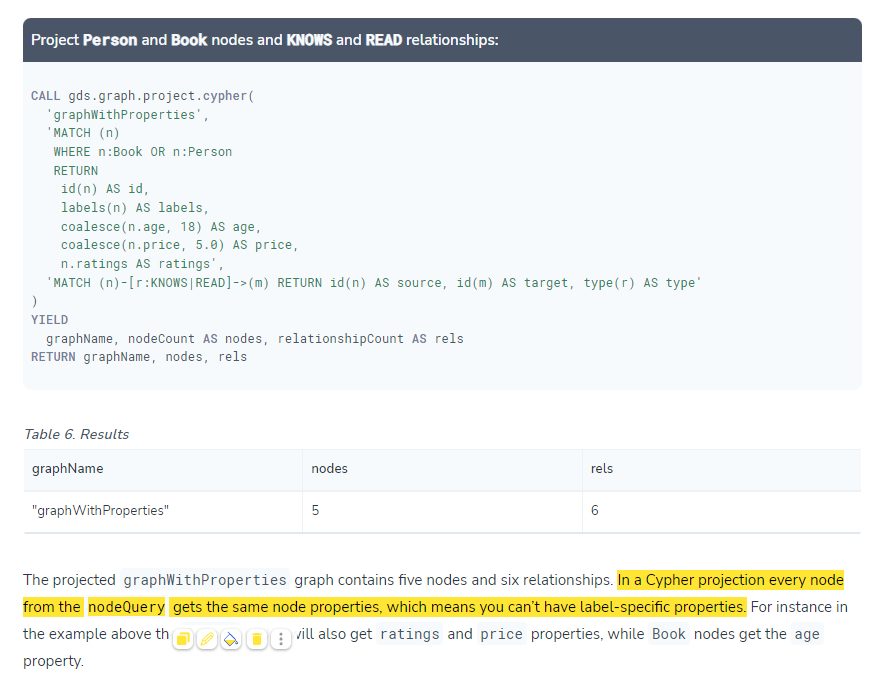 Project Person and Book nodes and KNOWS and READ relationships:
CALL gds.graph.project.cypher(
  'graphWithProperties',
  'MATCH (n)
   WHERE n:Book OR n:Person
   RETURN
    id(n) AS id,
    labels(n) AS labels,
    coalesce(n.age, 18) AS age,
    coalesce(n.price, 5.0) AS price,
    n.ratings AS ratings',
  'MATCH (n)-[r:KNOWS|READ]->(m) RETURN id(n) AS source, id(m) AS target, type(r) AS type'
)
YIELD
  graphName, nodeCount AS nodes, relationshipCount AS rels
RETURN graphName, nodes, rels
Table 6. Results
graphName nodes rels
"graphWithProperties" 5 6
The projected graphWithProperties graph contains five nodes and six relationships. In a Cypher projection every node
from the nodeQuery gets the same node properties, which means you can't have label-specific properties. For instance in
the example above will also get ratings and price properties, while Book nodes get the age
property.